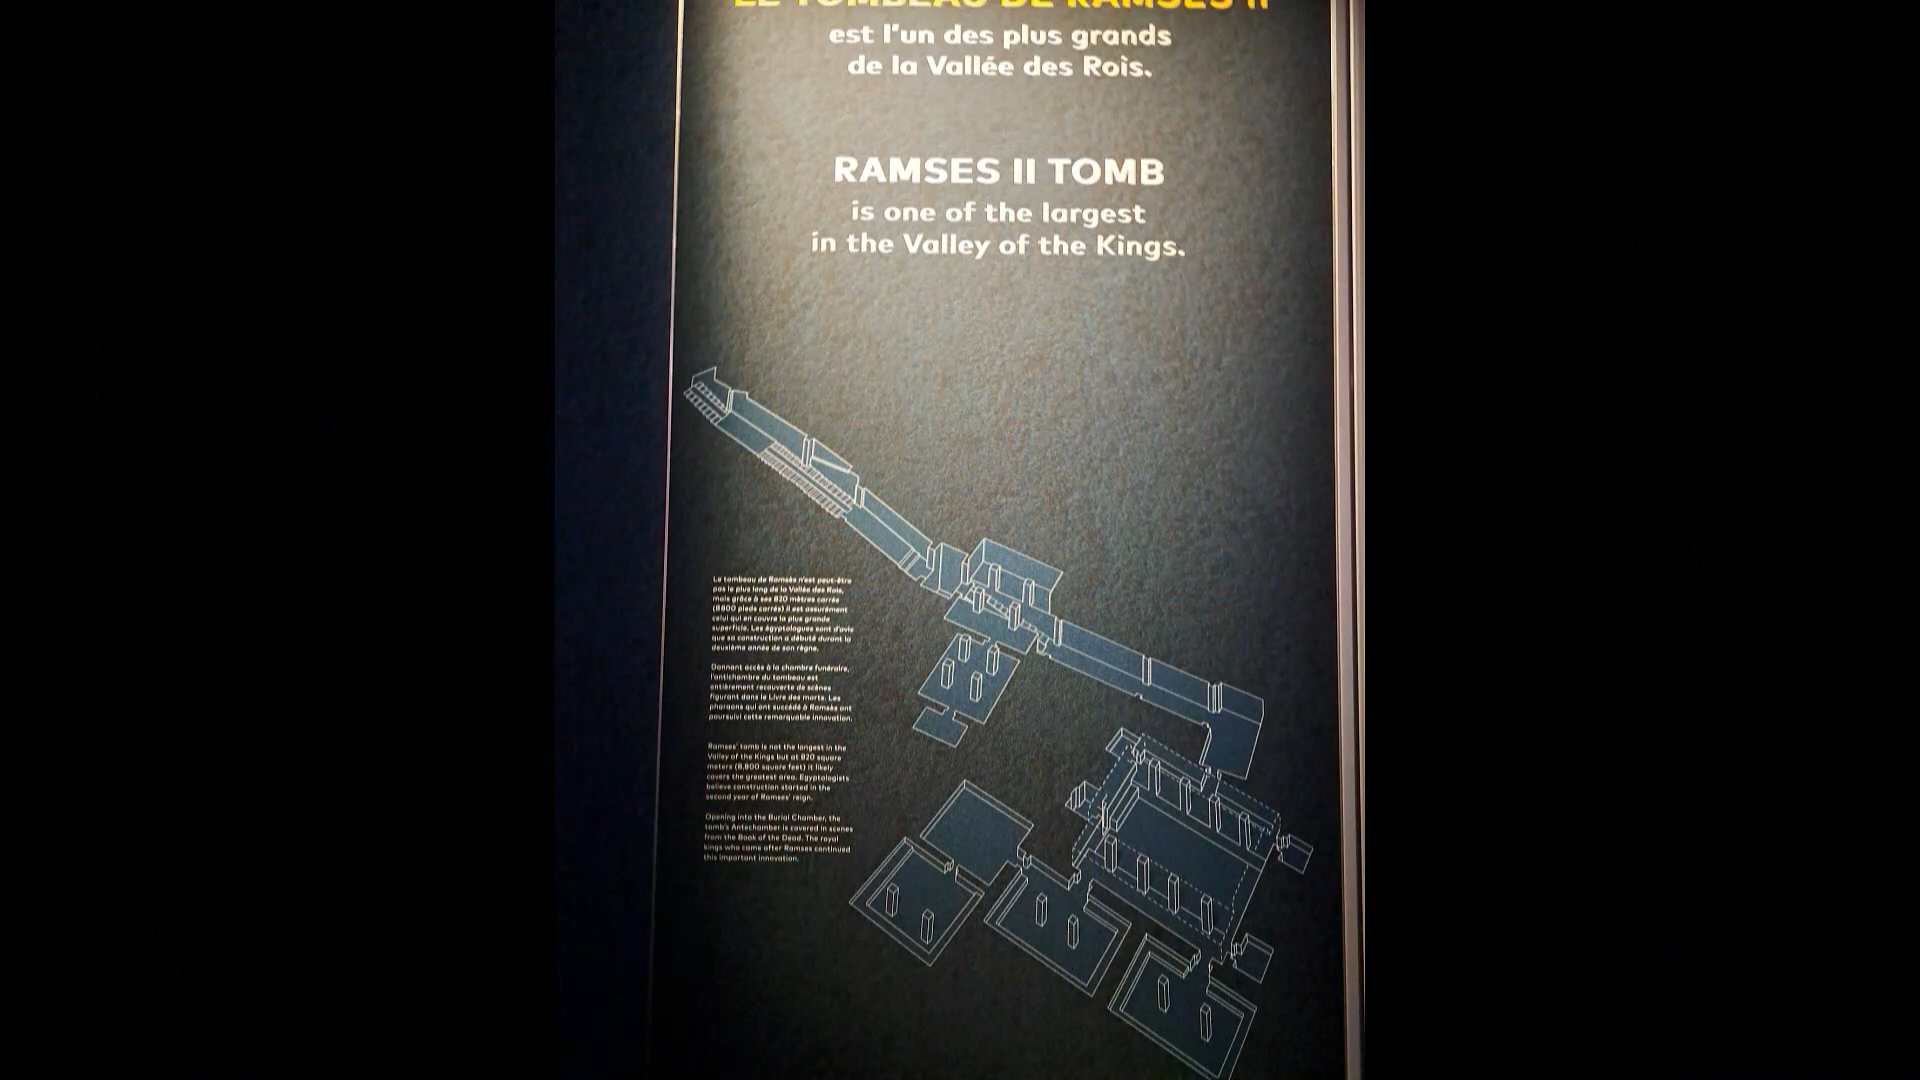 LE TOMBEAU DE RAMSÈS II
est l'un des plus grands
de la Vallée des Rois.
RAMSES II TOMB
is one of the largest
in the Valley of the Kings.
Le tombeau de Ramsès n'est peut-être
pas le plus long de la Vallée des Rois,
mais grâce à ses 820 mètres carrés
(8800 pieds carrés) il est assurément
celui qui en couvre la plus grande
superficie. Les égyptologues sont d'avis
que sa construction a débuté durant la
deuxième année de son règne.
Donnant accès à la chambre funéraire,
l'antichambre du tombeau est
entièrement recouverte de scènes
figurant dans le Livre des morts. Les
pharaons qui ont succédé à Ramsès ont
poursuivi cette remarquable innovation.
Ramses' tomb is not the longest in the
Valley of the Kings but at 820 square
meters (8,800 square feet) it likely
covers the greatest area. Egyptologists
believe construction started in the
second year of Ramses' reign.
Opening into the Burial Chamber, the
tomb's Antechamber is covered in scenes
from the Book of the Dead. The royal
kings who came after Ramses continued
this important innovation.